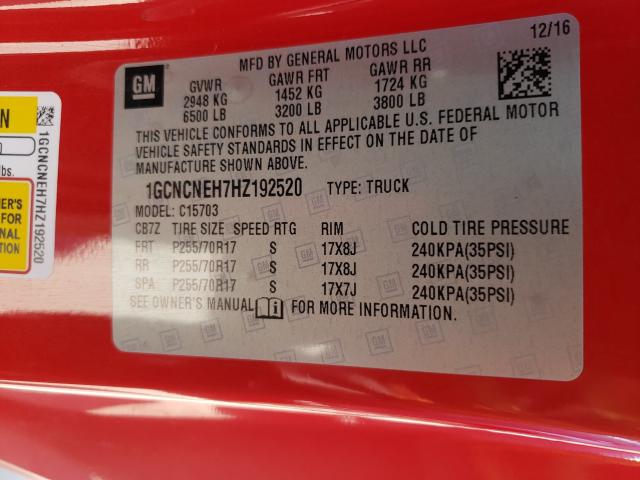 12/16
MFD BY GENERAL MOTORS LLC
GM
GVWR GAWR FRT GAWR RR
2948 KG 1452 KG 1724 KG
6500 LB 3200 LB 3800 LB
THIS VEHICLE CONFORMS TO ALL APPLICABLE U.S. FEDERAL MOTOR
VEHICLE SAFETY STANDARDS IN EFFECT ON THE DATE OF
MANUFACTURE SHOWN ABOVE.
1GCNCNEH7HZ192520 TYPE: TRUCK
MODEL: C15703
CB7Z TIRE SIZE SPEED RTG RIM COLD TIRE PRESSURE
FRT P255/70R17 S 17X8J 240KPA(35PSI)
RR P255/70R17 S 17X8J 240KPA(35PSI)
SPA P255/70R17 S 17X7J 240KPA(35PSI)
SEE OWNER'S MANUAL FOR MORE INFORMATION.
1GCNCNEH7HZ192520